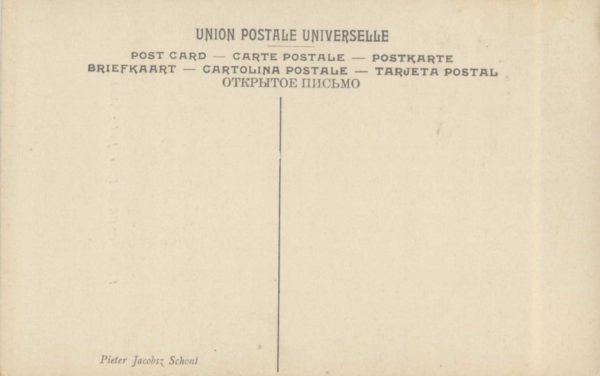 UNION POSTALE UNIVERSELLE
POST CARD — CARTE POSTALE — POSTKARTE
BRIEFKAART — CARTOLINA POSTALE — TARJETA POSTAL
ОТКРЫТОЕ ПИСЬМО
Pieter Jacobsz Schout